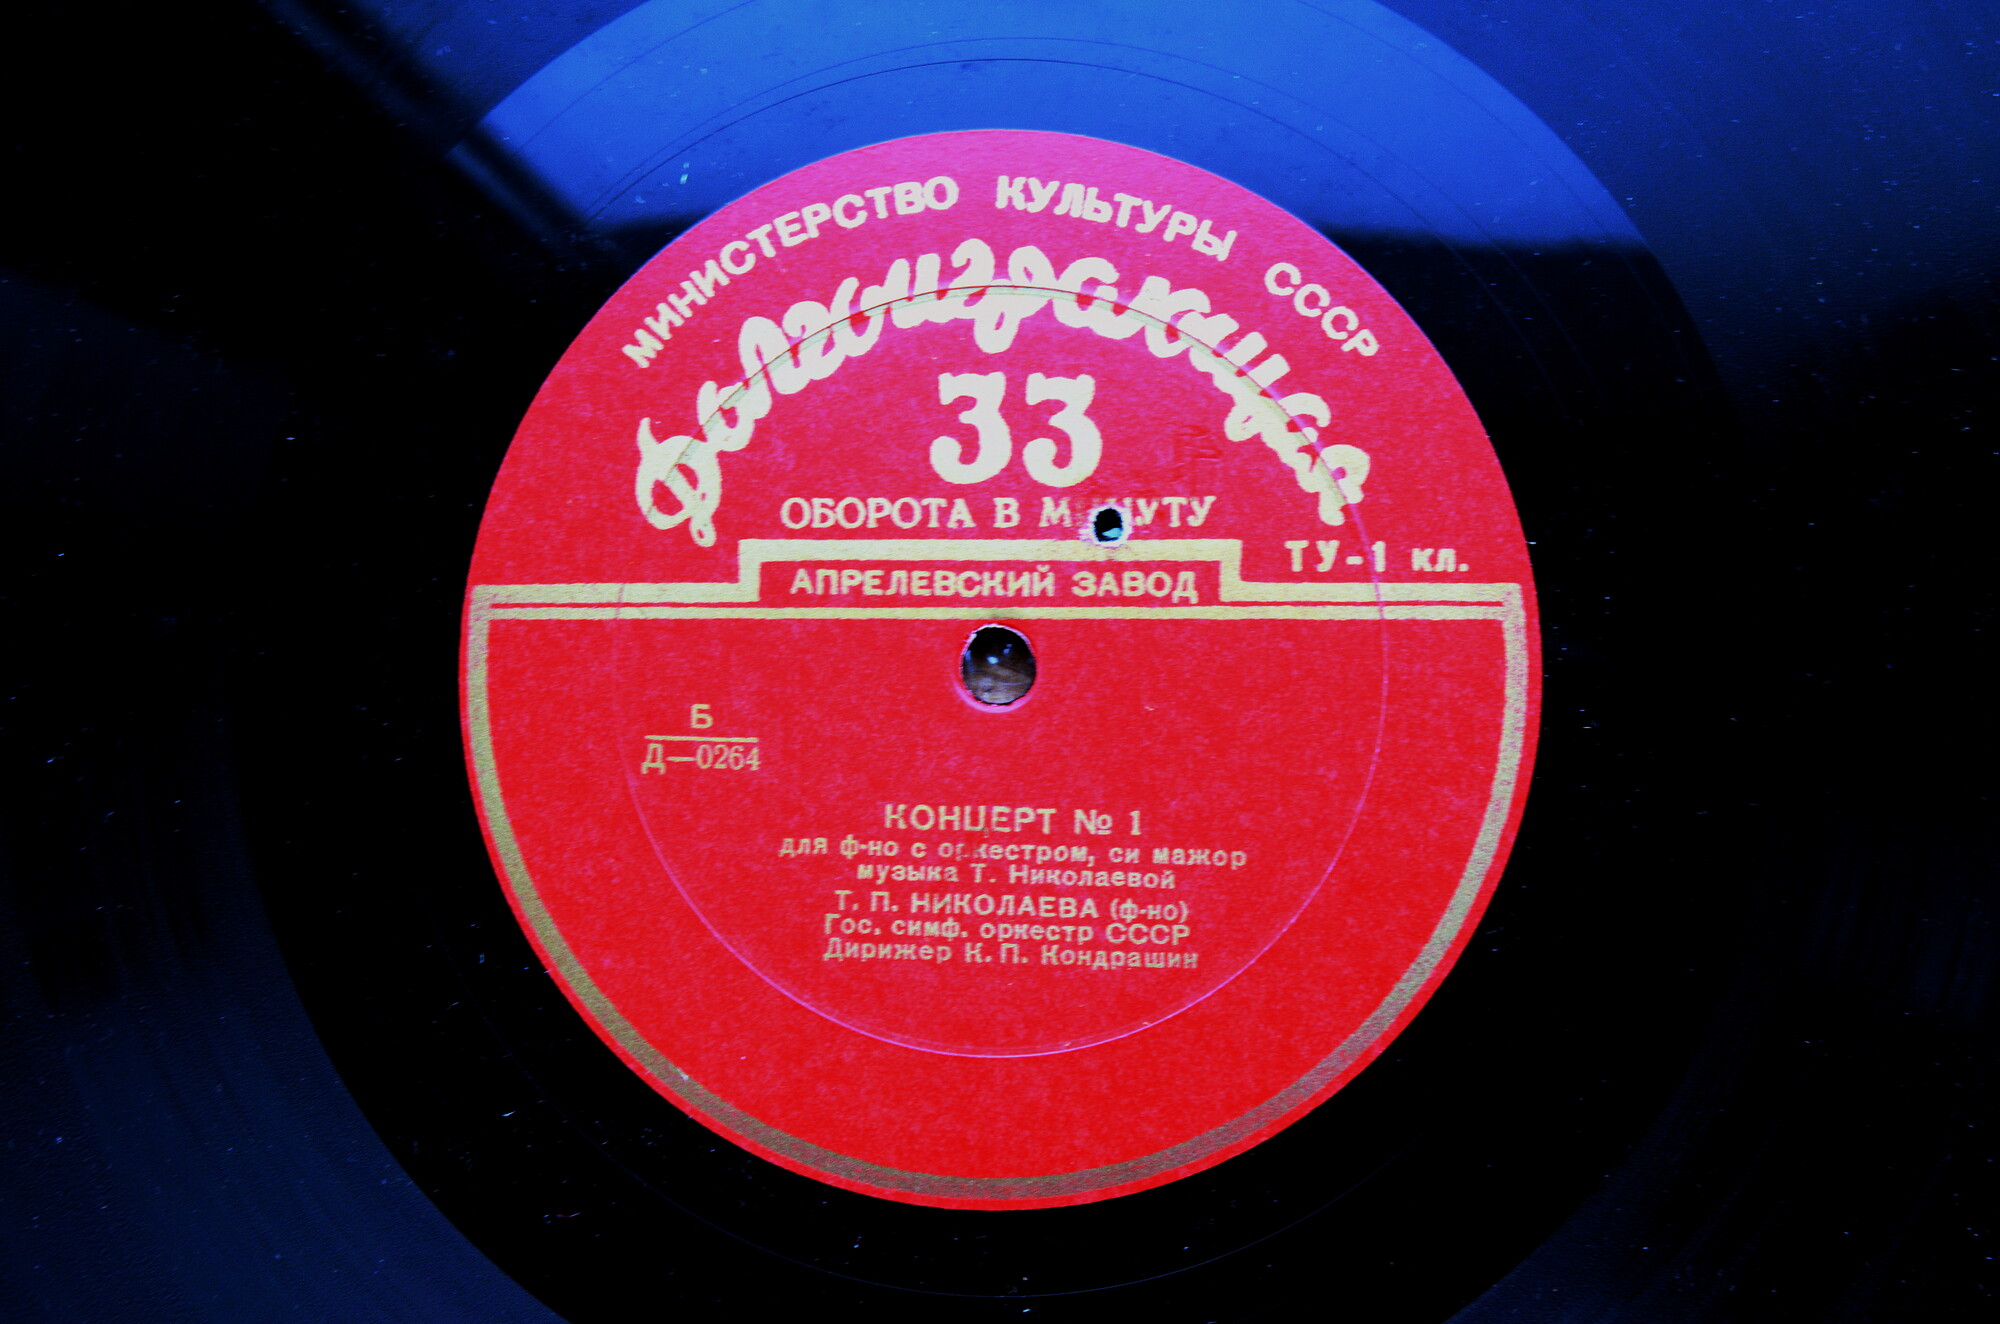 МИНИСТЕРСТВО КУЛЬТУРЫ СССР
Долгоиграющая
33
ОБОРОТА В МИНУТУ
ТУ-1 кл.
АПРЕЛЕВСКИЙ ЗАВОД
Б
Д—0264
КОНЦЕРТ № 1
для ф-но с оркестром, си мажор
музыка Т. Николаевой
Т. П. НИКОЛАЕВА (ф-но)
Гос. симф. оркестр СССР
Дирижер К. П. Кондрашин